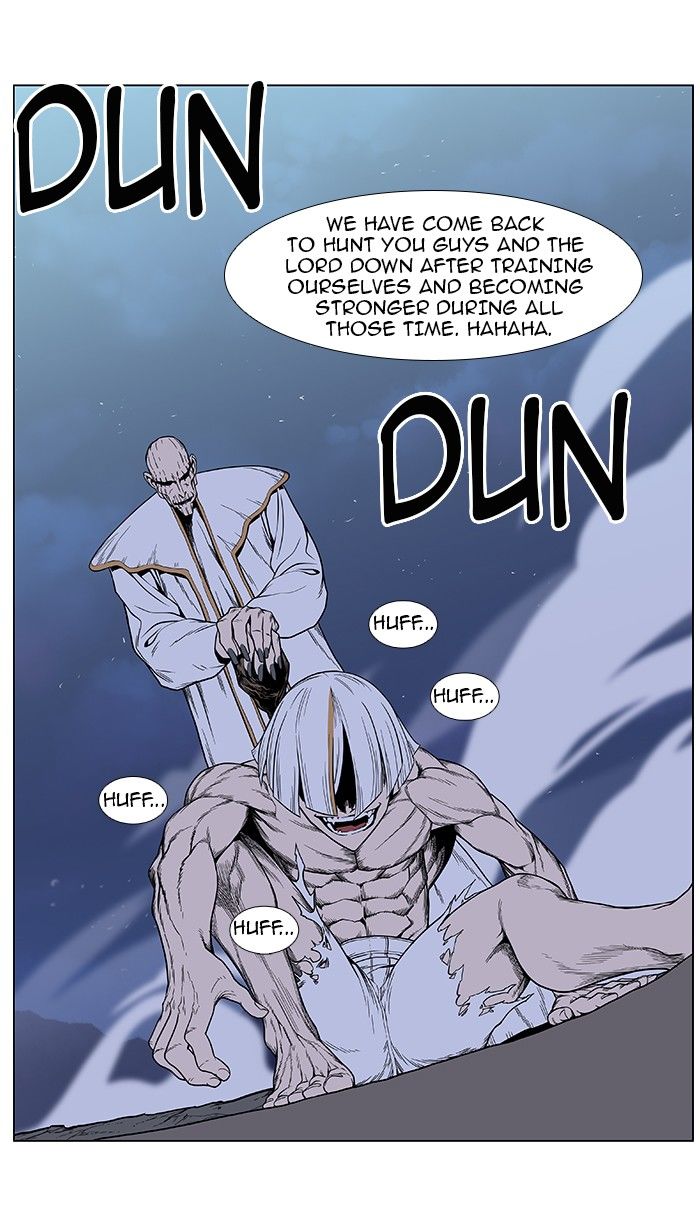 DUN
WE HAVE COME BACK
TO HUNT YOU GUYS AND THE
LORD DOWN AFTER TRAINING
OURSELVES AND BECOMING
STRONGER DURING ALL
THOSE TIME. HAHAHA.
DUN
HUFF...
HUFF...
HUFF...
HUFF...